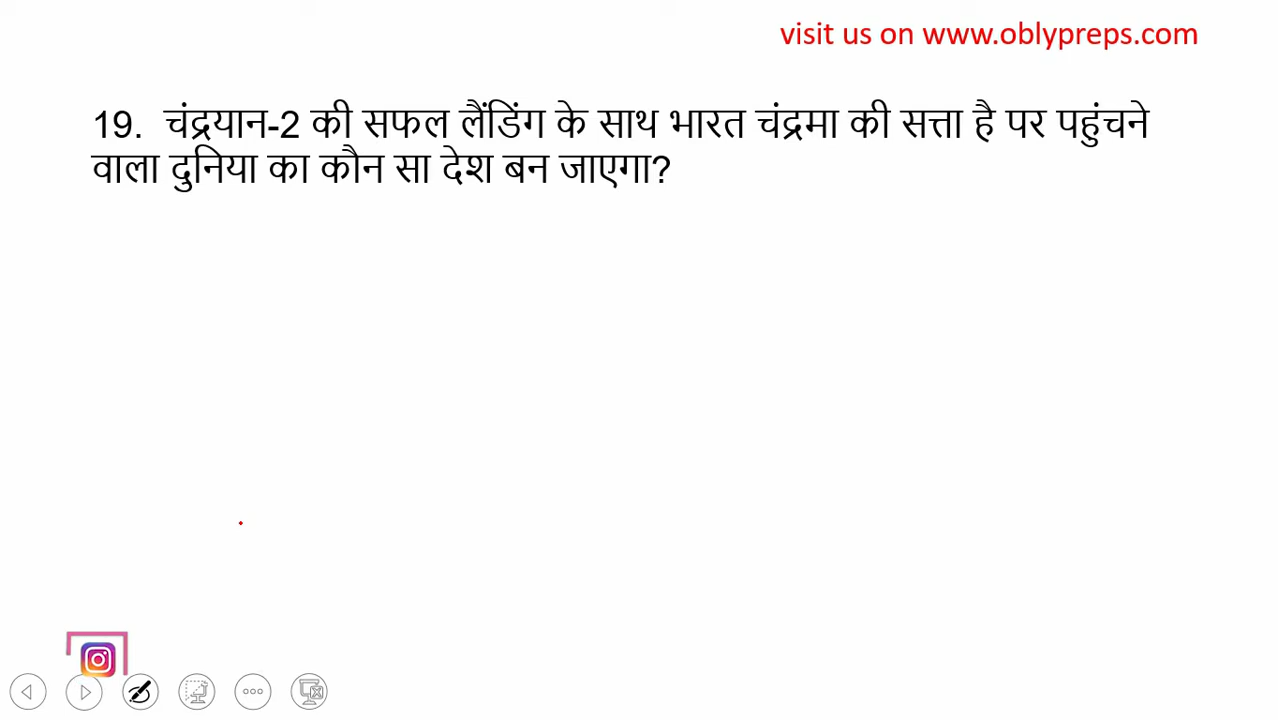 visit us on www.oblypreps.com
19. चंद्रयान-2 की सफल लैंडिंग के साथ भारत चंद्रमा की सत्ता है पर पहुंचने
वाला दुनिया का कौन सा देश बन जाएगा?